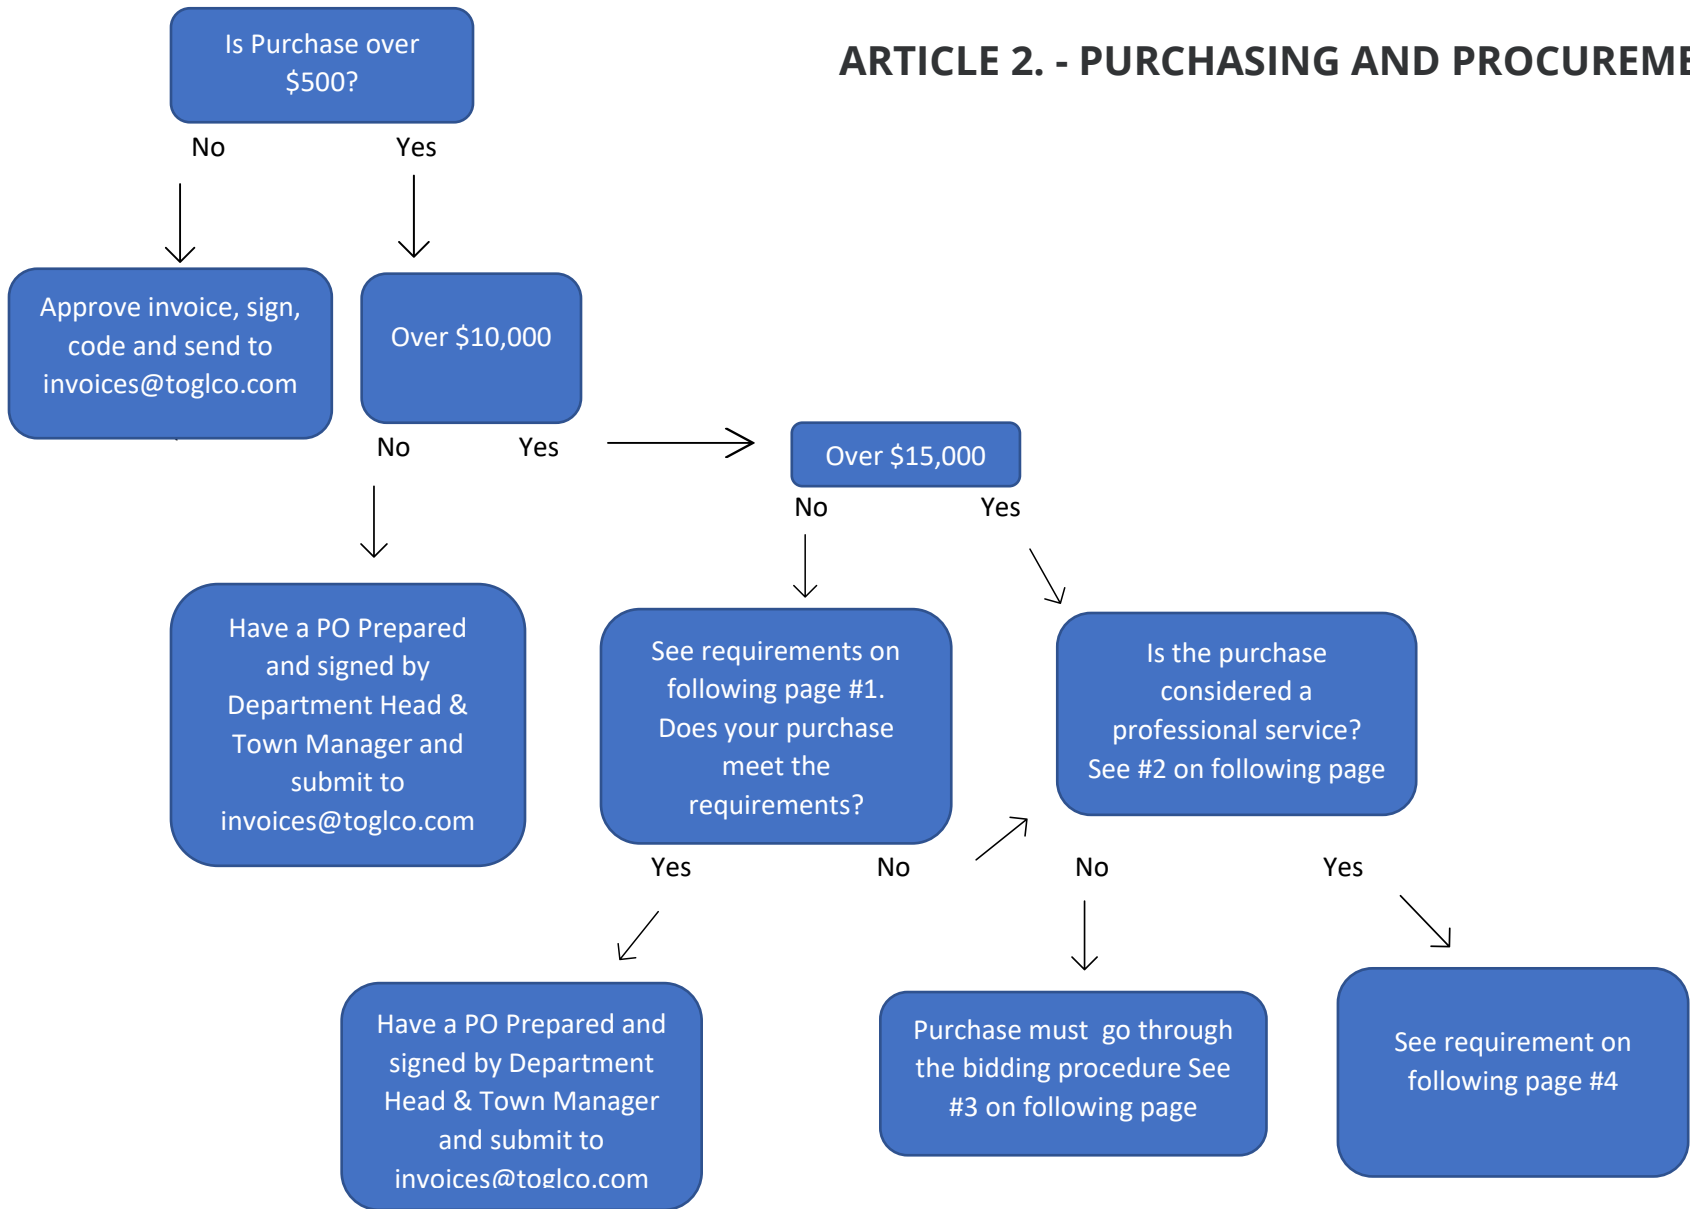 Is Purchase over
$500?
ARTICLE 2. - PURCHASING AND PROCUREME
No
Yes
Approve invoice, sign,
code and send to
invoices@toglco.com
Over $10,000
No
Yes
Over $15,000
No
Yes
Have a PO Prepared
and signed by
Department Head &
Town Manager and
submit to
invoices@toglco.com
See requirements on
following page #1.
Does your purchase
meet the
requirements?
Is the purchase
considered a
professional service?
See #2 on following page
Yes
No
No
Yes
Have a PO Prepared and
signed by Department
Head & Town Manager
and submit to
invoices@toglco.com
Purchase must go through
the bidding procedure See
#3 on following page
See requirement on
following page #4